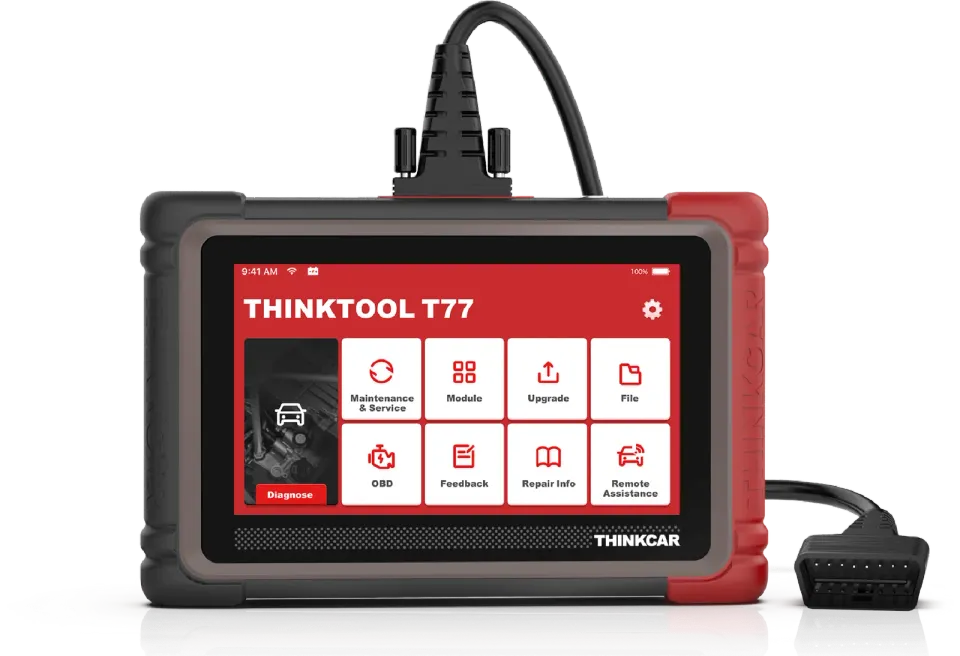 9:41 AM
100%
THINKTOOL T77
Maintenance
& Service
Module
Upgrade
File
Diagnose
OBD
Feedback
Repair Info
Remote
Assistance
THINKCAR
THINKCAR